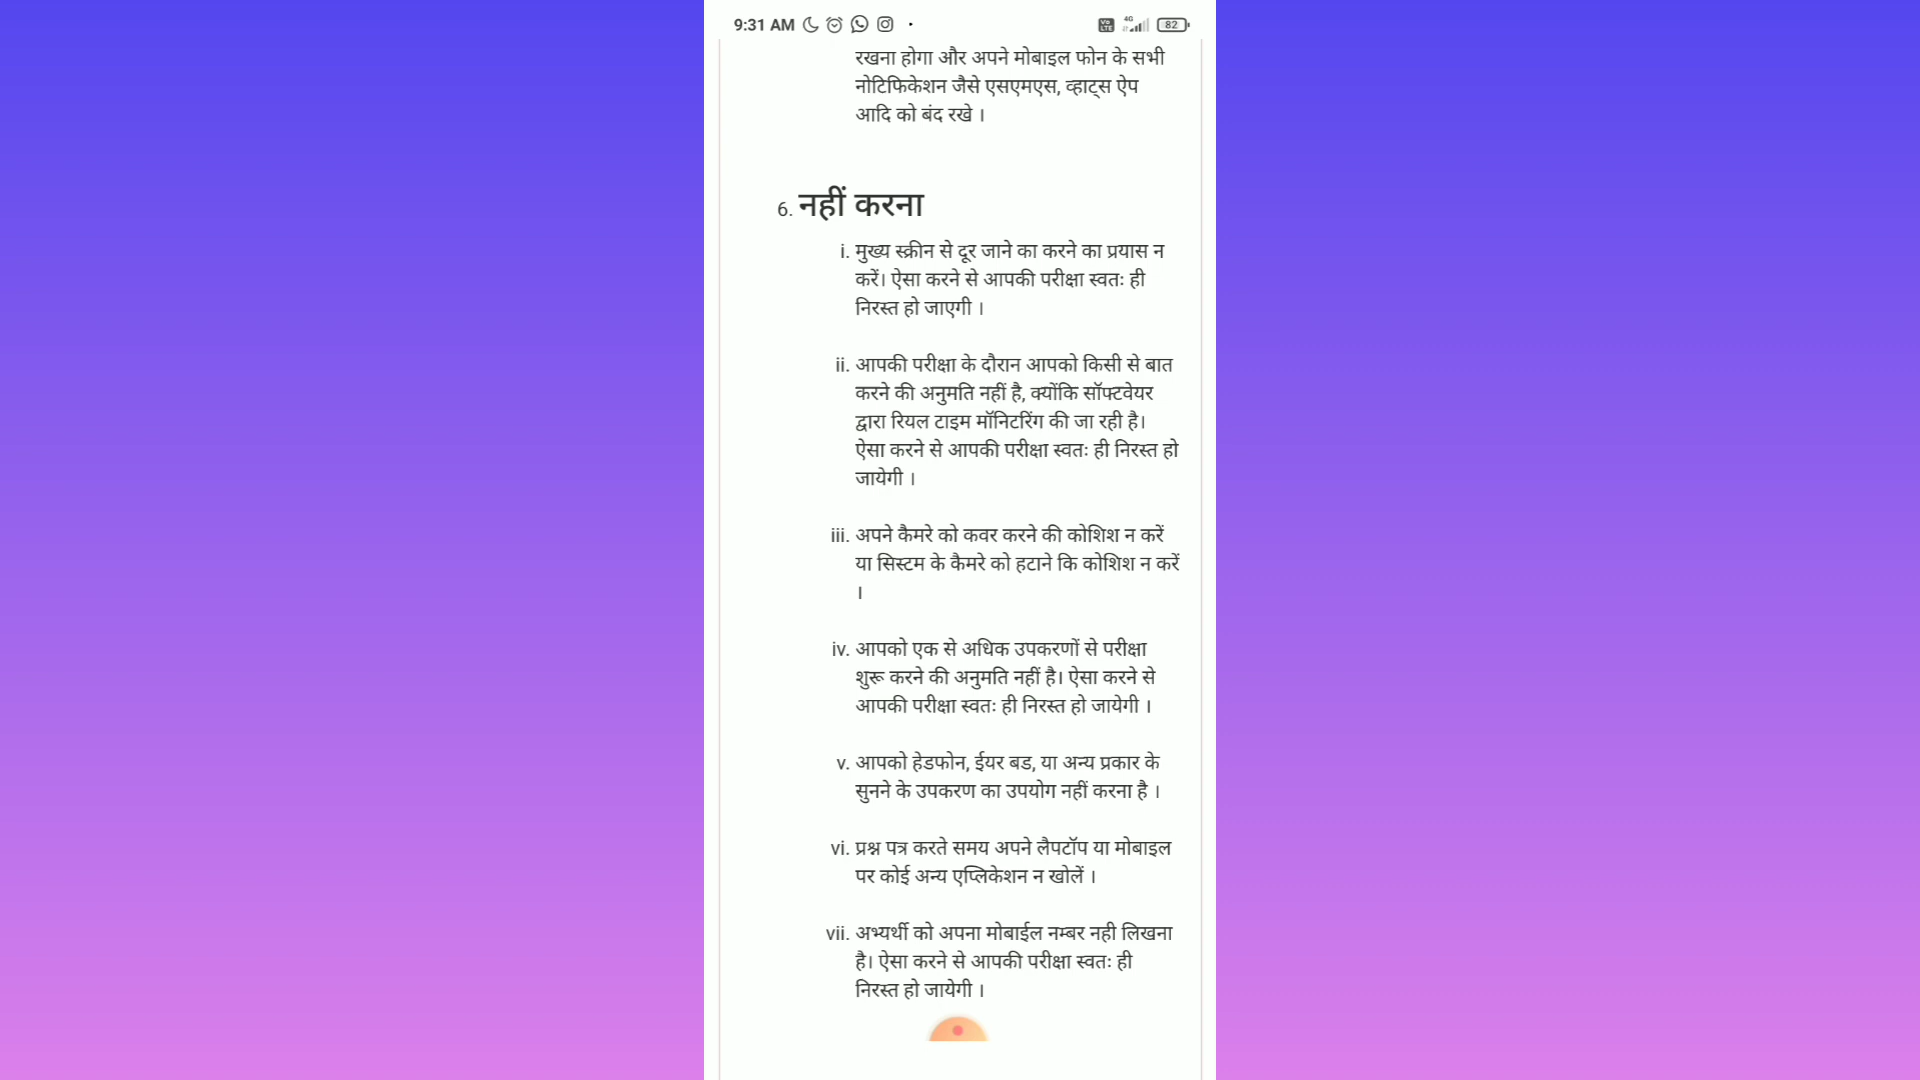 9:31 AM
4G
82
रखना होगा और अपने मोबाइल फोन के सभी
नोटिफिकेशन जैसे एसएमएस, व्हाट्स ऐप
आदि को बंद रखे ।
6. नहीं करना
i. मुख्य स्क्रीन से दूर जाने का करने का प्रयास न
करें। ऐसा करने से आपकी परीक्षा स्वतः ही
निरस्त हो जाएगी ।
ii. आपकी परीक्षा के दौरान आपको किसी से बात
करने की अनुमति नहीं है, क्योंकि सॉफ्टवेयर
द्वारा रियल टाइम मॉनिटरिंग की जा रही है।
ऐसा करने से आपकी परीक्षा स्वतः ही निरस्त हो
जायेगी ।
iii. अपने कैमरे को कवर करने की कोशिश न करें
या सिस्टम के कैमरे को हटाने कि कोशिश न करें
।
iv. आपको एक से अधिक उपकरणों से परीक्षा
शुरू करने की अनुमति नहीं है। ऐसा करने से
आपकी परीक्षा स्वतः ही निरस्त हो जायेगी ।
v. आपको हेडफोन, ईयर बड, या अन्य प्रकार के
सुनने के उपकरण का उपयोग नहीं करना है ।
vi. प्रश्न पत्र करते समय अपने लैपटॉप या मोबाइल
पर कोई अन्य एप्लिकेशन न खोलें ।
vii. अभ्यर्थी को अपना मोबाईल नम्बर नही लिखना
है। ऐसा करने से आपकी परीक्षा स्वतः ही
निरस्त हो जायेगी ।